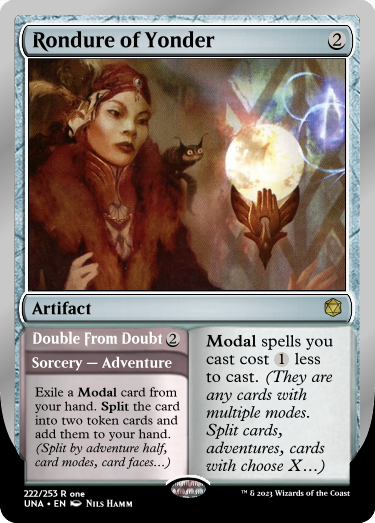 Rondure of Yonder 2
Artifact
Double From Doubt 2
Sorcery — Adventure
Exile a Modal card from
your hand. Split the card
into two token cards and
add them to your hand.
(Split by adventure half,
card modes, card faces…)
Modal spells you
cast cost 1 less
to cast. (They are
any cards with
multiple modes.
Split cards,
adventures, cards
with choose X…)
222/253 R one
UNA • EN Nils Hamm
™ & © 2023 Wizards of the Coast